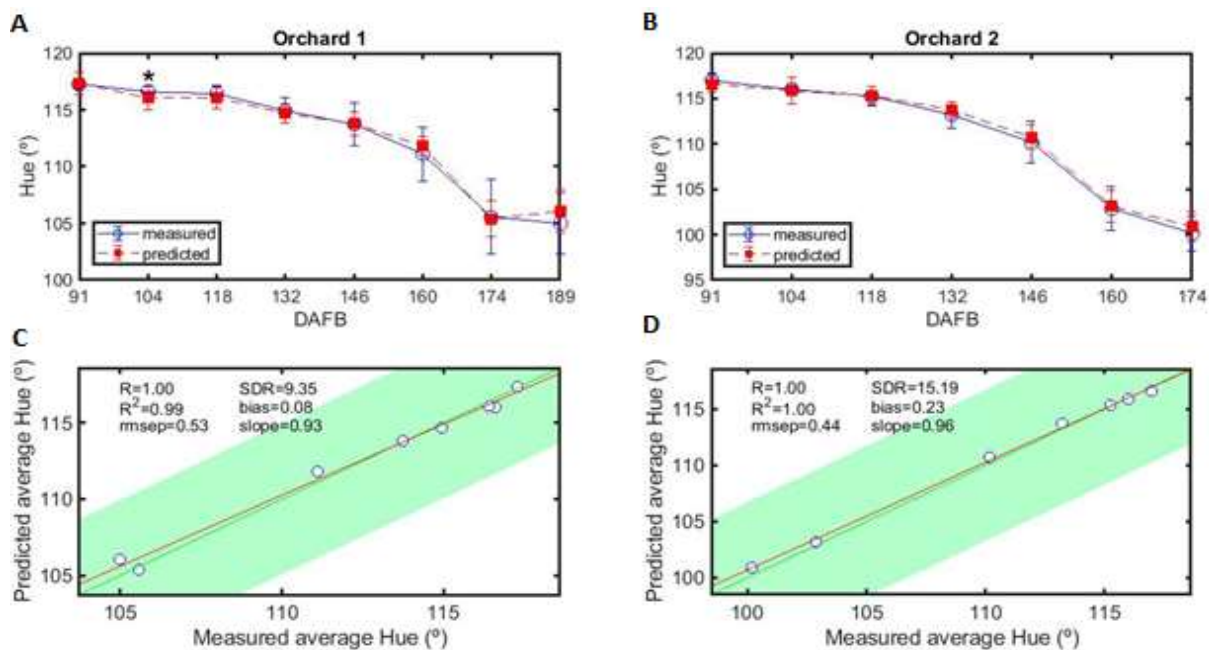 A
Orchard 1
120
115
110
105
100
Hue (º)
*
measured
predicted
91 104 118 132 146 160 174 189
DAFB
B
Orchard 2
120
115
110
105
100
95
Hue (º)
measured
predicted
91 104 118 132 146 160 174
DAFB
C
Predicted average Hue (º)
115
110
105
R=1.00 SDR=9.35
R²=0.99 bias=0.08
rmsep=0.53 slope=0.93
105 110 115
Measured average Hue (º)
D
Predicted average Hue (º)
115
110
105
100
R=1.00 SDR=15.19
R²=1.00 bias=0.23
rmsep=0.44 slope=0.96
100 105 110 115
Measured average Hue (º)